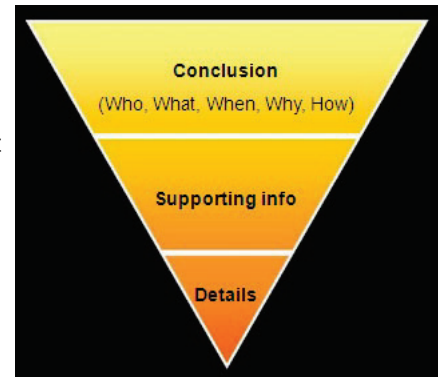 Conclusion
(Who, What, When, Why, How)
Supporting info
Details